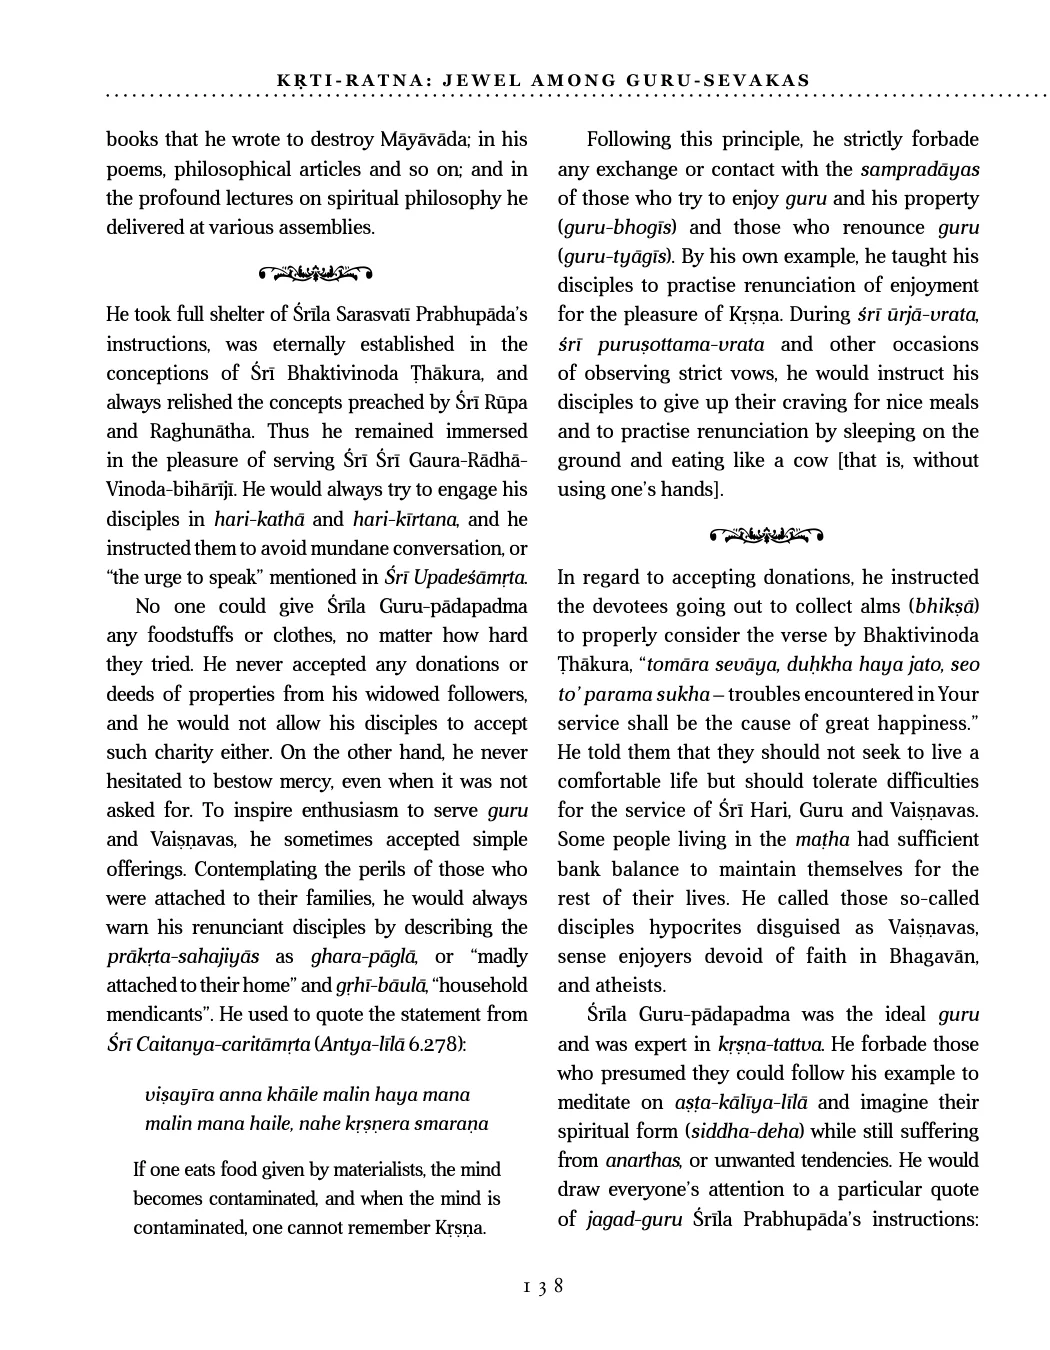 KṚTI-RATNA: JEWEL AMONG GURU-SEVAKAS
books that he wrote to destroy Māyāvāda; in his
poems, philosophical articles and so on; and in
the profound lectures on spiritual philosophy he
delivered at various assemblies.
He took full shelter of Śrīla Sarasvatī Prabhupāda’s
instructions, was eternally established in the
conceptions of Śrī Bhaktivinoda Ṭhākura, and
always relished the concepts preached by Śrī Rūpa
and Raghunātha. Thus he remained immersed
in the pleasure of serving Śrī Śrī Gaura-Rādhā-
Vinoda-bihārījī. He would always try to engage his
disciples in hari-kathā and hari-kīrtana, and he
instructed them to avoid mundane conversation, or
“the urge to speak” mentioned in Śrī Upadeśāmṛta.
No one could give Śrīla Guru-pādapadma
any foodstuffs or clothes, no matter how hard
they tried. He never accepted any donations or
deeds of properties from his widowed followers,
and he would not allow his disciples to accept
such charity either. On the other hand, he never
hesitated to bestow mercy, even when it was not
asked for. To inspire enthusiasm to serve guru
and Vaiṣṇavas, he sometimes accepted simple
offerings. Contemplating the perils of those who
were attached to their families, he would always
warn his renunciant disciples by describing the
prākṛta-sahajiyās as ghara-pāglā, or “madly
attached to their home” and gṛhī-bāulā, “household
mendicants”. He used to quote the statement from
Śrī Caitanya-caritāmṛta (Antya-līlā 6.278):
viṣayīra anna khāile malin haya mana
malin mana haile, nahe kṛṣṇera smaraṇa
If one eats food given by materialists, the mind
becomes contaminated, and when the mind is
contaminated, one cannot remember Kṛṣṇa.
Following this principle, he strictly forbade
any exchange or contact with the sampradāyas
of those who try to enjoy guru and his property
(guru-bhogīs) and those who renounce guru
(guru-tyāgīs). By his own example, he taught his
disciples to practise renunciation of enjoyment
for the pleasure of Kṛṣṇa. During śrī ūrjā-vrata,
śrī puruṣottama-vrata and other occasions
of observing strict vows, he would instruct his
disciples to give up their craving for nice meals
and to practise renunciation by sleeping on the
ground and eating like a cow [that is, without
using one’s hands].
In regard to accepting donations, he instructed
the devotees going out to collect alms (bhikṣā)
to properly consider the verse by Bhaktivinoda
Ṭhākura, “tomāra sevāya, duḥkha haya jato, seo
to’ parama sukha – troubles encountered in Your
service shall be the cause of great happiness.”
He told them that they should not seek to live a
comfortable life but should tolerate difficulties
for the service of Śrī Hari, Guru and Vaiṣṇavas.
Some people living in the maṭha had sufficient
bank balance to maintain themselves for the
rest of their lives. He called those so-called
disciples hypocrites disguised as Vaiṣṇavas,
sense enjoyers devoid of faith in Bhagavān,
and atheists.
Śrīla Guru-pādapadma was the ideal guru
and was expert in kṛṣṇa-tattva. He forbade those
who presumed they could follow his example to
meditate on aṣṭa-kālīya-līlā and imagine their
spiritual form (siddha-deha) while still suffering
from anarthas, or unwanted tendencies. He would
draw everyone’s attention to a particular quote
of jagad-guru Śrīla Prabhupāda’s instructions:
138